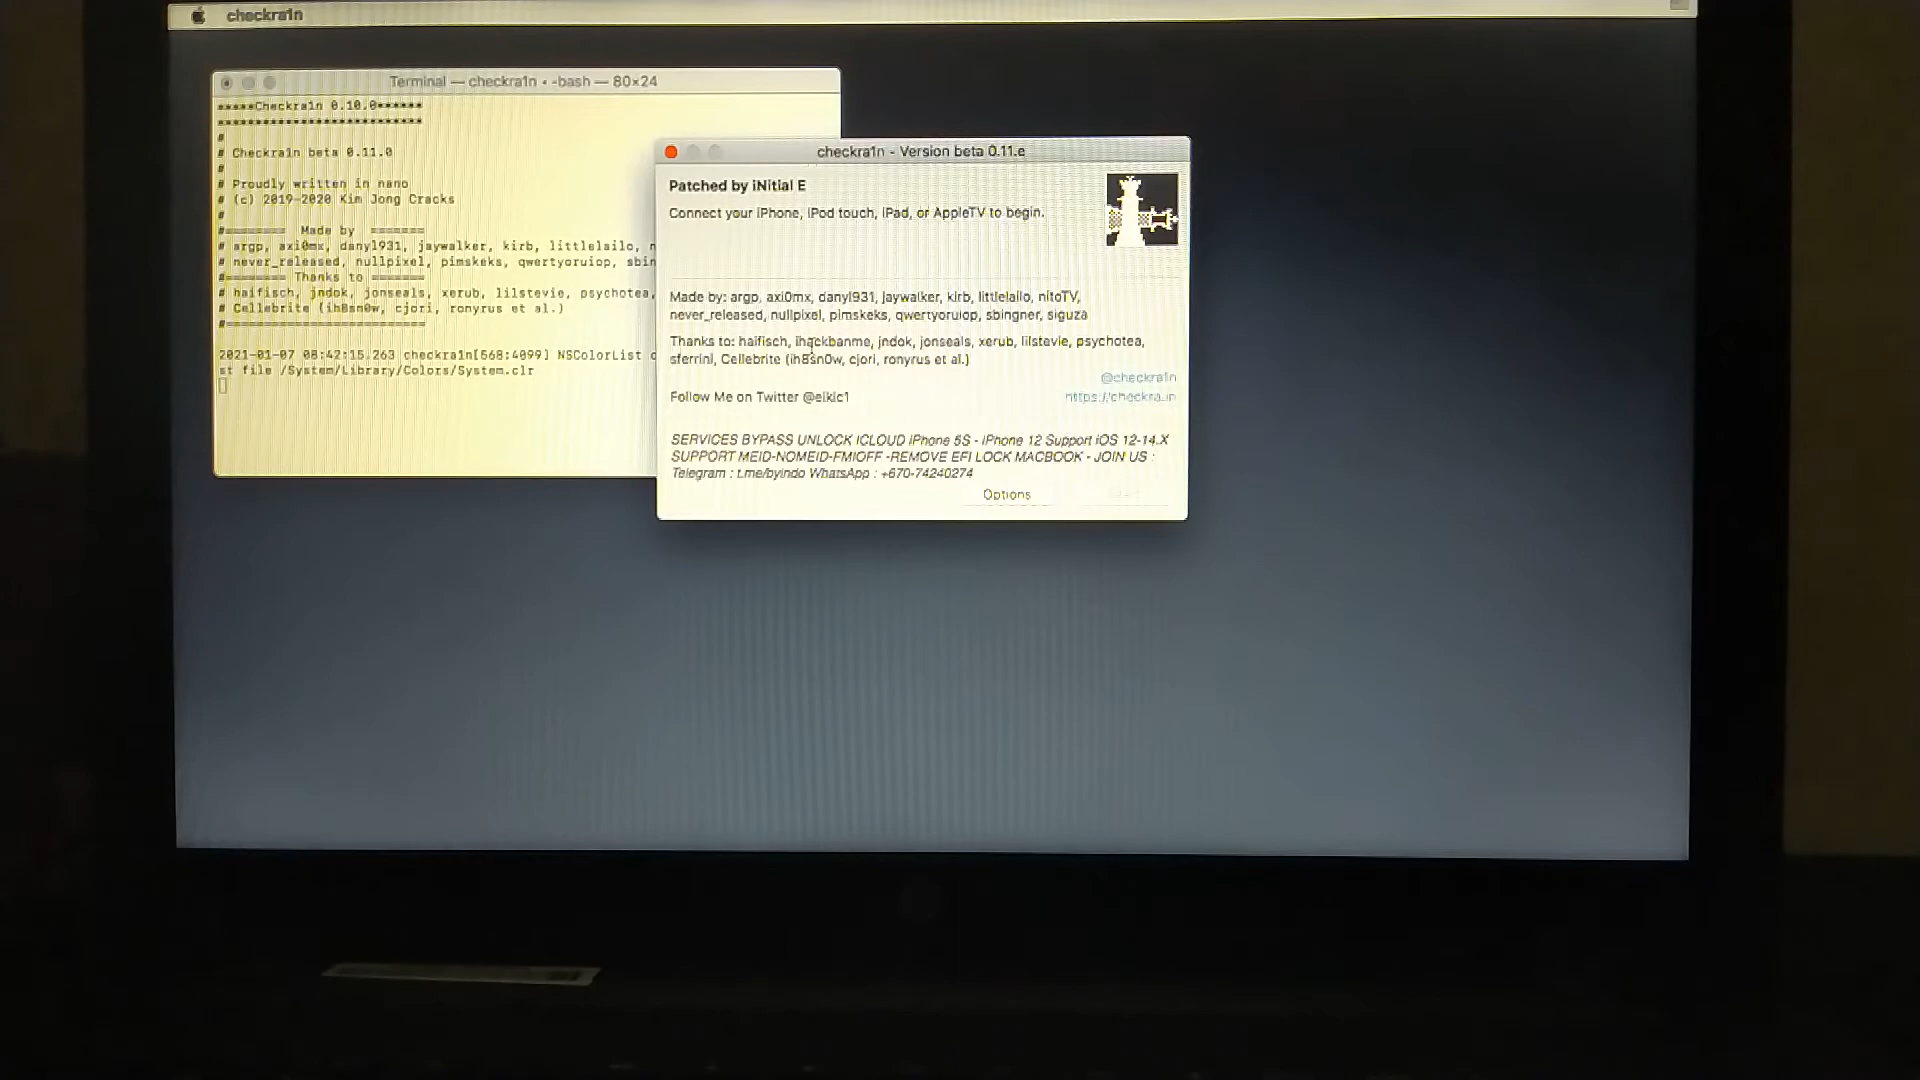 checkra1n
Terminal — checkra1n • -bash — 80×24
*****Checkra1n 0.10.0******
**************************
#
# Checkra1n beta 0.11.0
#
# Proudly written in nano
# (c) 2019-2020 Kim Jong Cracks
#
#======== Made by =======
# argp, axi0mx, danyl931, jaywalker, kirb, littlelailo, n
# never_released, nullpixel, pimskeks, qwertyoruiop, sbin
#======== Thanks to =======
# haifisch, jndok, jonseals, xerub, lilstevie, psychotea,
# Cellebrite (ih8sn0w, cjori, ronyrus et al.)
#==========================
2021-01-07 08:42:15.263 checkra1n[568:4099] NSColorList c
st file /System/Library/Colors/System.clr
checkra1n - Version beta 0.11.e
Patched by iNitial E
Connect your iPhone, iPod touch, iPad, or AppleTV to begin.
Made by: argp, axi0mx, danyl931, jaywalker, kirb, littlelailo, nitoTV,
never_released, nullpixel, pimskeks, qwertyoruiop, sbingner, siguza
Thanks to: haifisch, ihackbanme, jndok, jonseals, xerub, lilstevie, psychotea,
sferrini, Cellebrite (ih8sn0w, cjori, ronyrus et al.)
@checkra1n
Follow Me on Twitter @eikic1
https://checkra.in
SERVICES BYPASS UNLOCK ICLOUD iPhone 5S - iPhone 12 Support iOS 12-14.X
SUPPORT MEID-NOMEID-FMIOFF -REMOVE EFI LOCK MACBOOK - JOIN US :
Telegram : t.me/byindo WhatsApp : +670-74240274
Options